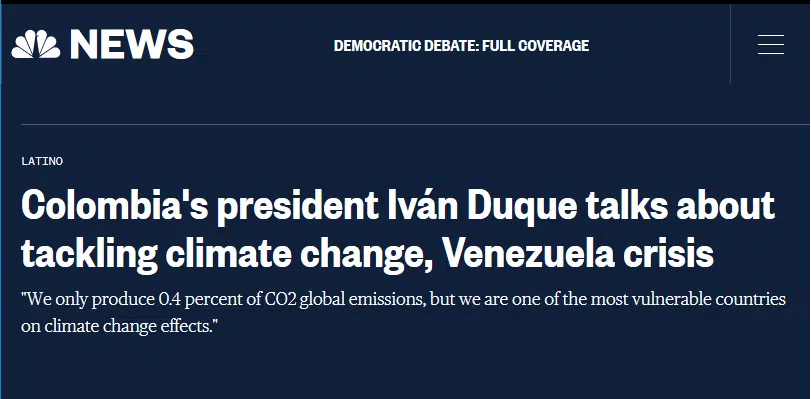 NEWS
DEMOCRATIC DEBATE: FULL COVERAGE
LATINO
Colombia's president Iván Duque talks about
tackling climate change, Venezuela crisis
"We only produce 0.4 percent of CO2 global emissions, but we are one of the most vulnerable countries
on climate change effects."